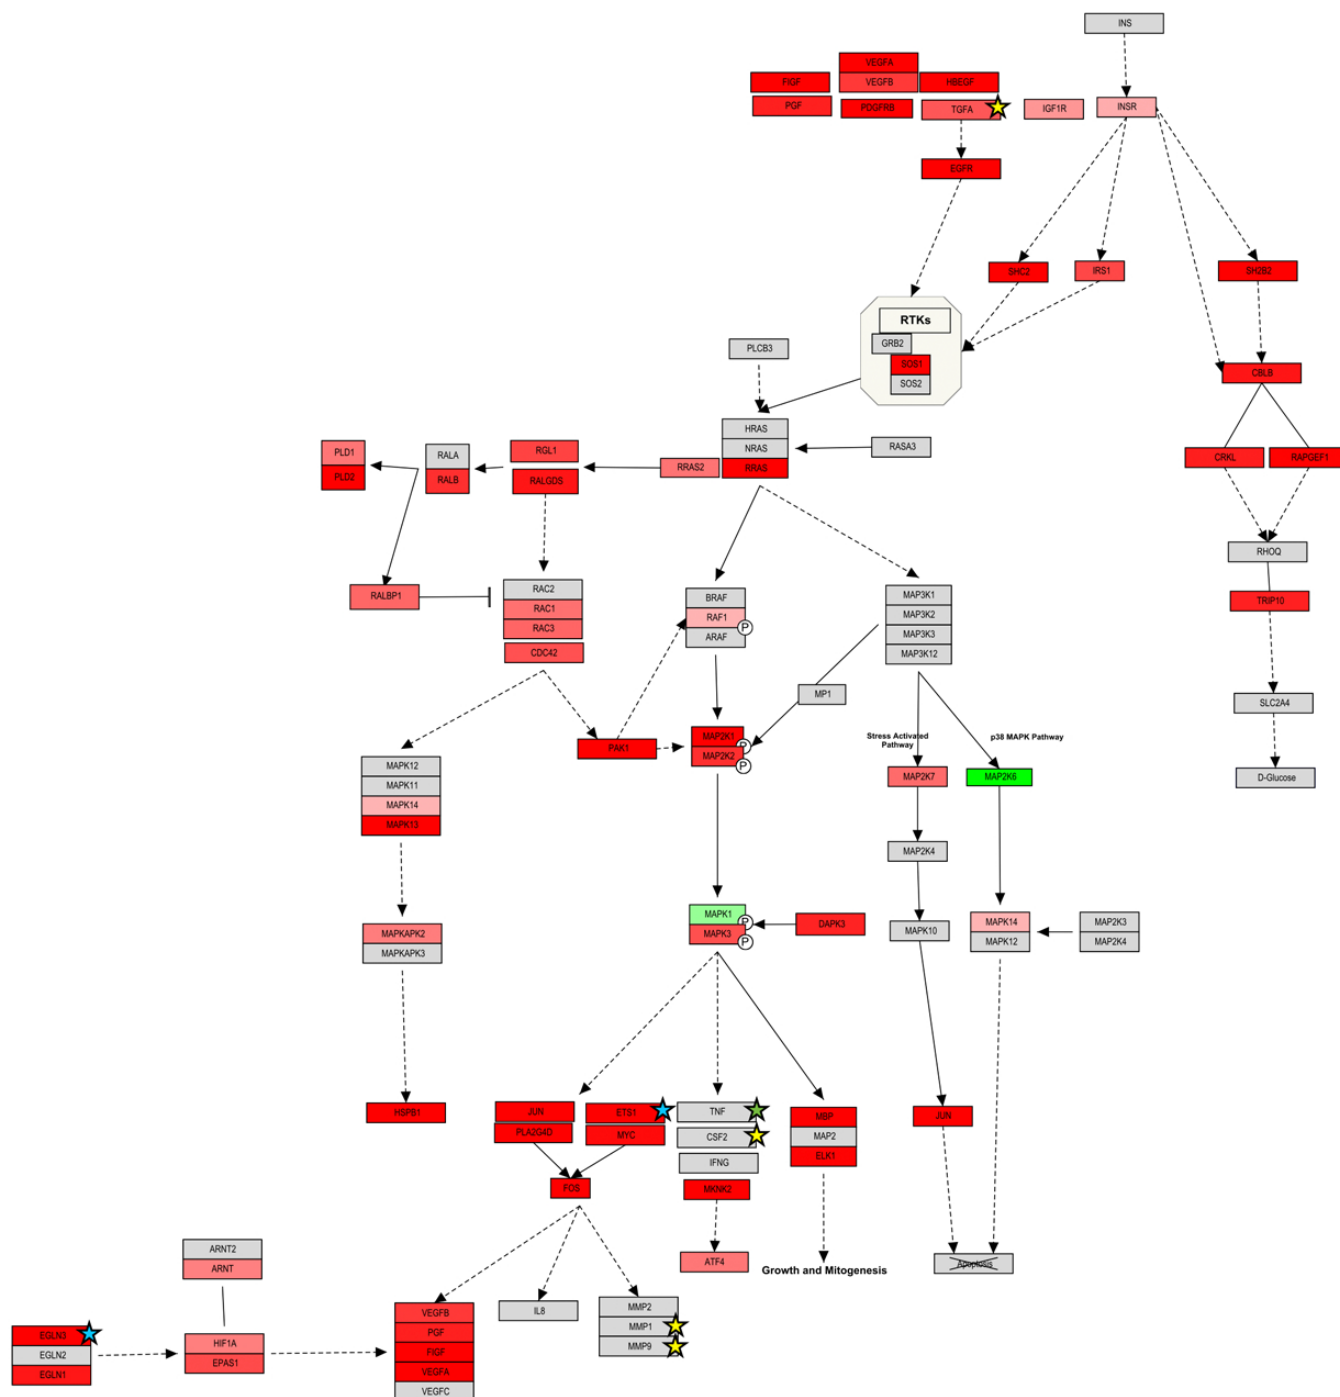 INS
VEGFA
FIGF
VEGFB
HBEGF
PGF
PDGFRB
TGFA
IGF1R
INSR
EGFR
SHC2
IRS1
SH2B2
RTKs
GRB2
SOS1
SOS2
PLCB3
CBLB
HRAS
NRAS
RRAS
RASA3
RRAS2
RGL1
RALGDS
RALA
RALB
PLD1
PLD2
CRKL
RAPGEF1
RHOQ
RALBP1
RAC2
RAC1
RAC3
CDC42
BRAF
RAF1
P
ARAF
MAP3K1
MAP3K2
MAP3K3
MAP3K12
TRIP10
MP1
SLC2A4
PAK1
MAP2K1
P
MAP2K2
P
Stress Activated
Pathway
p38 MAPK Pathway
MAP2K7
MAP2K6
D-Glucose
MAPK12
MAPK11
MAPK14
MAPK13
MAP2K4
MAPK1
P
MAPK3
P
DAPK3
MAPK10
MAPK14
MAPK12
MAP2K3
MAP2K4
MAPKAPK2
MAPKAPK3
HSPB1
JUN
PLA2G4D
ETS1
MYC
TNF
CSF2
IFNG
MKNK2
MBP
MAP2
ELK1
JUN
FOS
ATF4
Growth and Mitogenesis
Apoptosis
ARNT2
ARNT
EGLN3
EGLN2
EGLN1
HIF1A
EPAS1
VEGFB
PGF
FIGF
VEGFA
VEGFC
IL8
MMP2
MMP1
MMP9